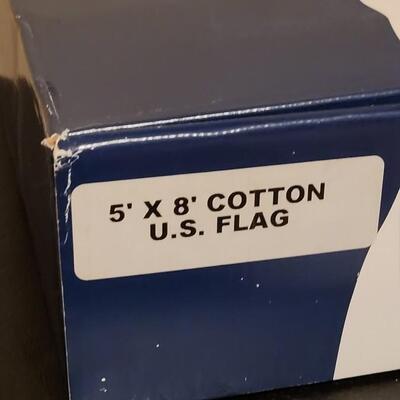 5' X 8' COTTON
U.S. FLAG